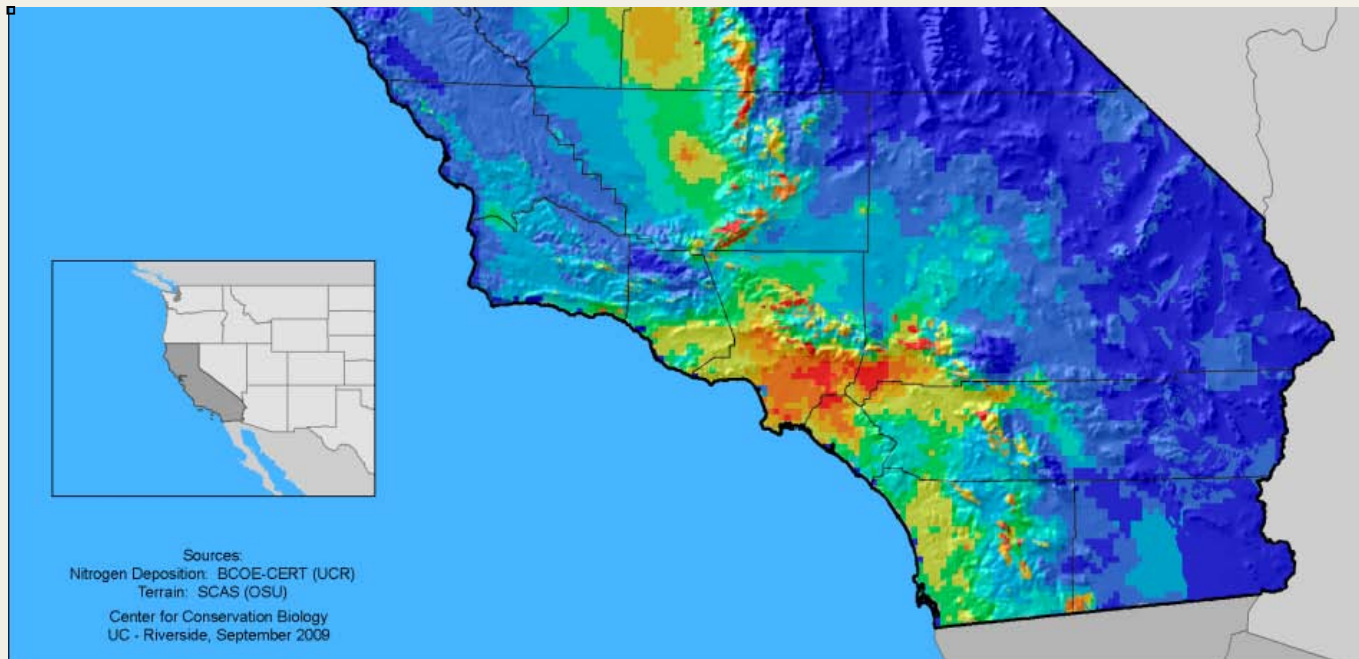 Sources:
Nitrogen Deposition: BCOE-CERT (UCR)
Terrain: SCAS (OSU)
Center for Conservation Biology
UC - Riverside, September 2009